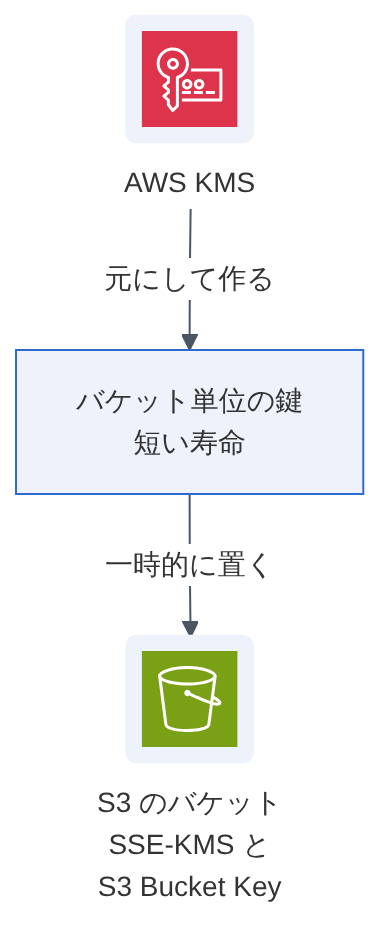 AWS KMS
元にして作る
バケット単位の鍵
短い寿命
一時的に置く
S3 のバケット
SSE-KMS と
S3 Bucket Key